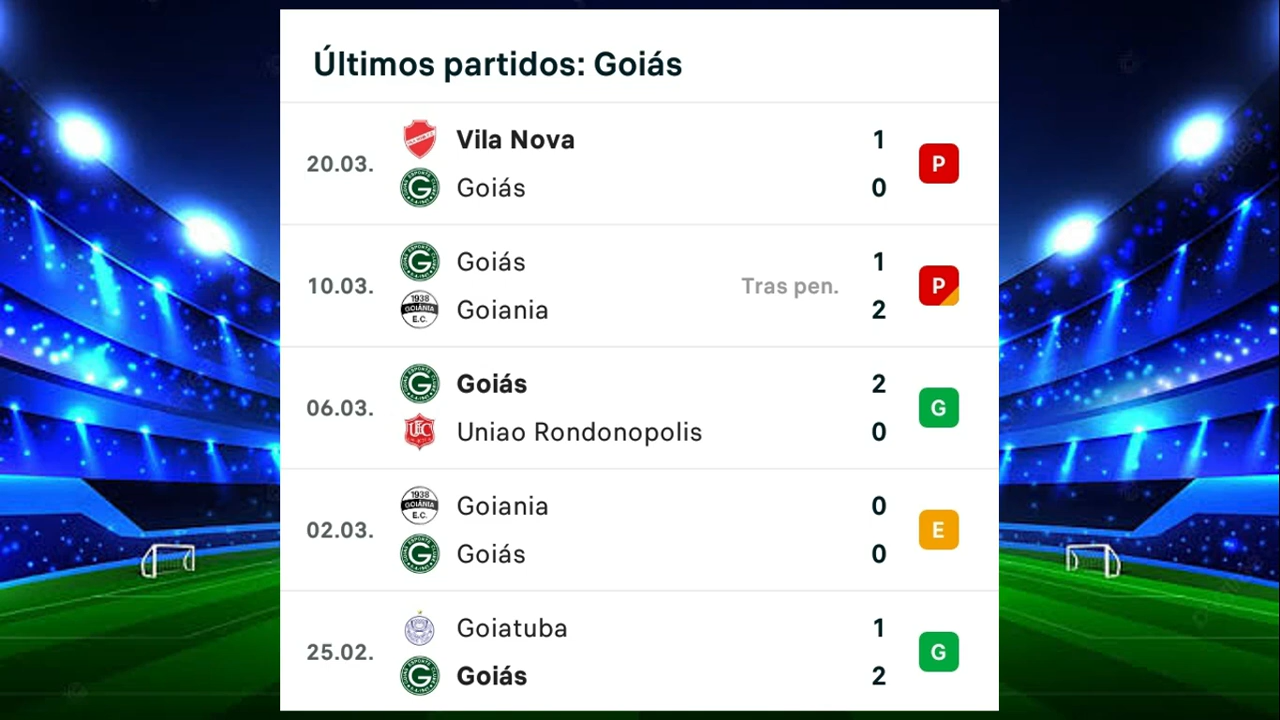 Últimos partidos: Goiás
20.03.
Vila Nova 1
Goiás 0
P
10.03.
Goiás 1
Goiania 2
Tras pen.
P
06.03.
Goiás 2
Uniao Rondonopolis 0
G
02.03.
Goiania 0
Goiás 0
E
25.02.
Goiatuba 1
Goiás 2
G